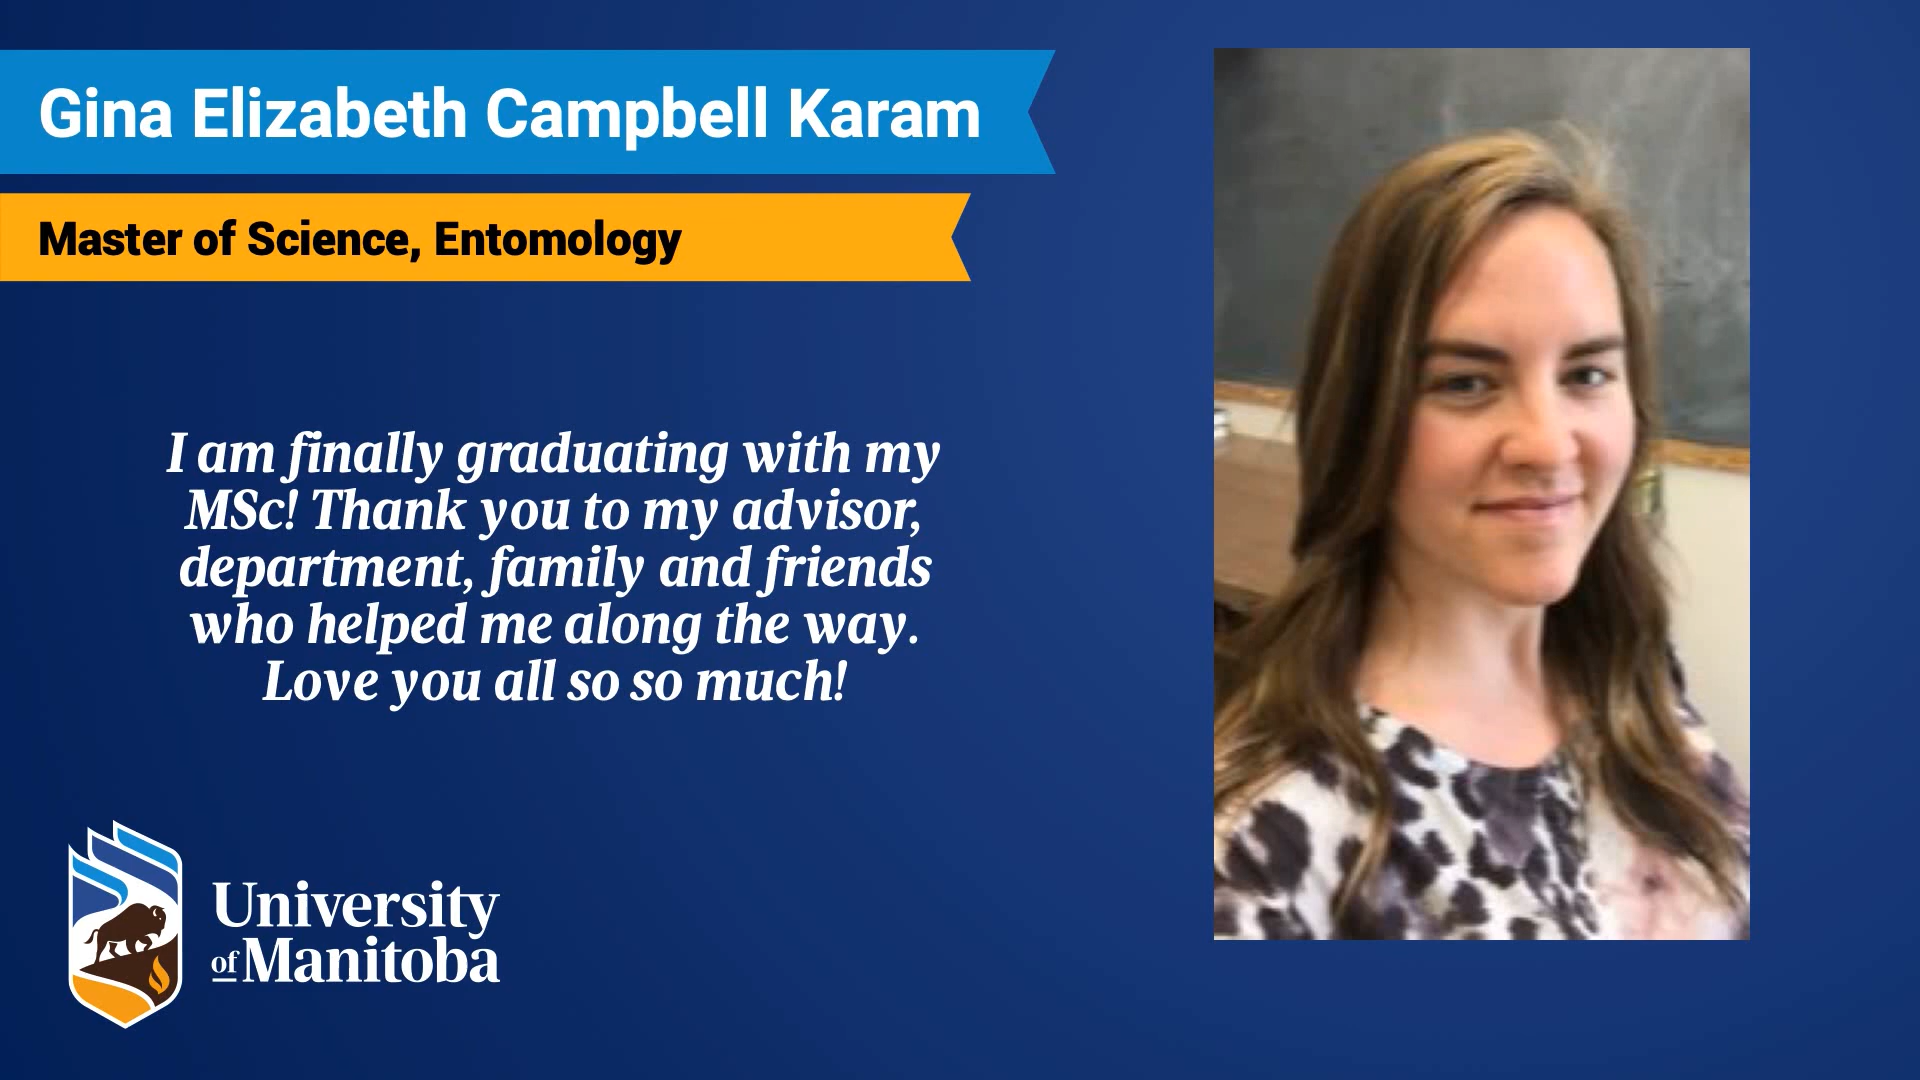 Gina Elizabeth Campbell Karam
Master of Science, Entomology
I am finally graduating with my
MSc! Thank you to my advisor,
department, family and friends
who helped me along the way.
Love you all so so much!
University
of Manitoba